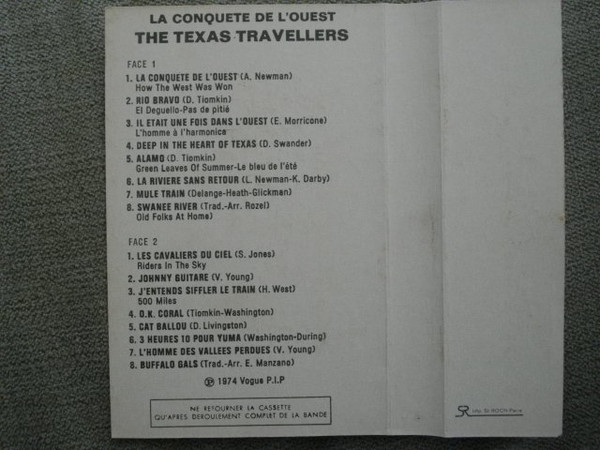 LA CONQUETE DE L'OUEST
THE TEXAS TRAVELLERS
FACE 1
1. LA CONQUETE DE L'OUEST (A. Newman)
How The West Was Won
2. RIO BRAVO (D. Tiomkin)
El Deguello-Pas de pitié
3. IL ETAIT UNE FOIS DANS L'OUEST (E. Morricone)
L'homme à l'harmonica
4. DEEP IN THE HEART OF TEXAS (D. Swander)
5. ALAMO (D. Tiomkin)
Green Leaves Of Summer-Le bleu de l'été
6. LA RIVIERE SANS RETOUR (L. Newman-K. Darby)
7. MULE TRAIN (Delange-Heath-Glickman)
8. SWANEE RIVER (Trad.-Arr. Rozel)
Old Folks At Home)
FACE 2
1. LES CAVALIERS DU CIEL (S. Jones)
Riders In The Sky
2. JOHNNY GUITARE (V. Young)
3. J'ENTENDS SIFFLER LE TRAIN (H. West)
500 Miles
4. O.K. CORAL (Tiomkin-Washington)
5. CAT BALLOU (D. Livingston)
6. 3 HEURES 10 POUR YUMA (Washington-During)
7. L'HOMME DES VALLEES PERDUES (V. Young)
8. BUFFALO GALS (Trad.-Arr. E. Manzano)
Ⓟ 1974 Vogue P.I.P
NE RETOURNER LA CASSETTE
QU'APRES DEROULEMENT COMPLET DE LA BANDE
SR